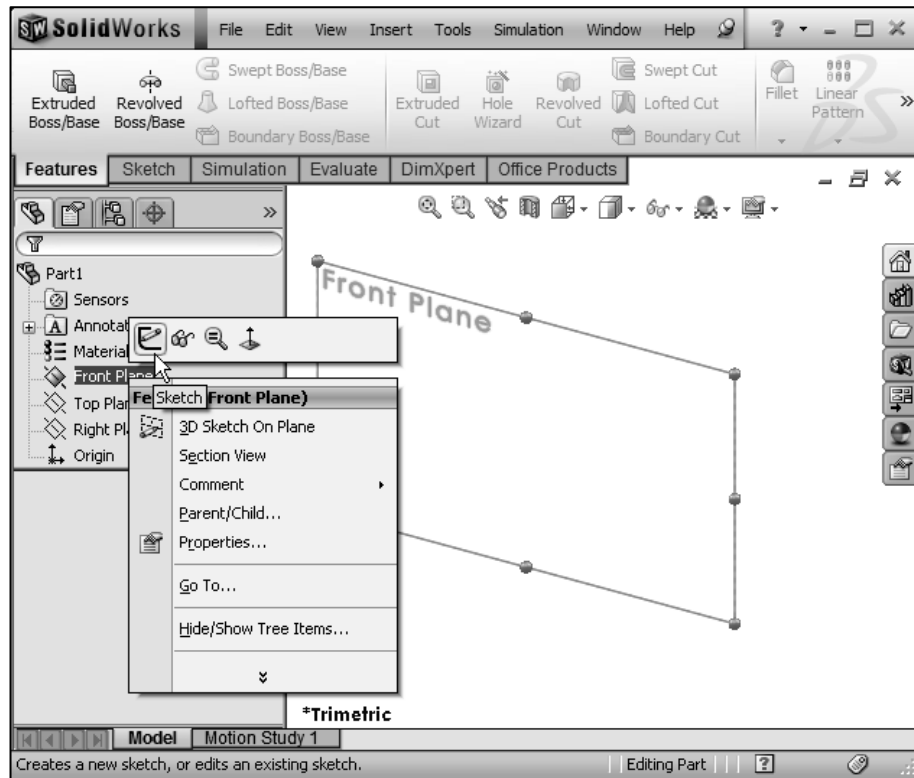 SolidWorks File Edit View Insert Tools Simulation Window Help ?
Extruded Boss/Base
Revolved Boss/Base
Swept Boss/Base
Lofted Boss/Base
Boundary Boss/Base
Extruded Cut
Hole Wizard
Revolved Cut
Swept Cut
Lofted Cut
Boundary Cut
Fillet
Linear Pattern
Features Sketch Simulation Evaluate DimXpert Office Products
Part1
Sensors
A Annotat
Material
Front Plane
Top Plan
Right Pl
Origin
Sketch
Fe Front Plane)
3D Sketch On Plane
Section View
Comment
Parent/Child...
Properties...
Go To...
Hide/Show Tree Items...
Front Plane
*Trimetric
Model Motion Study 1
Creates a new sketch, or edits an existing sketch. Editing Part ?